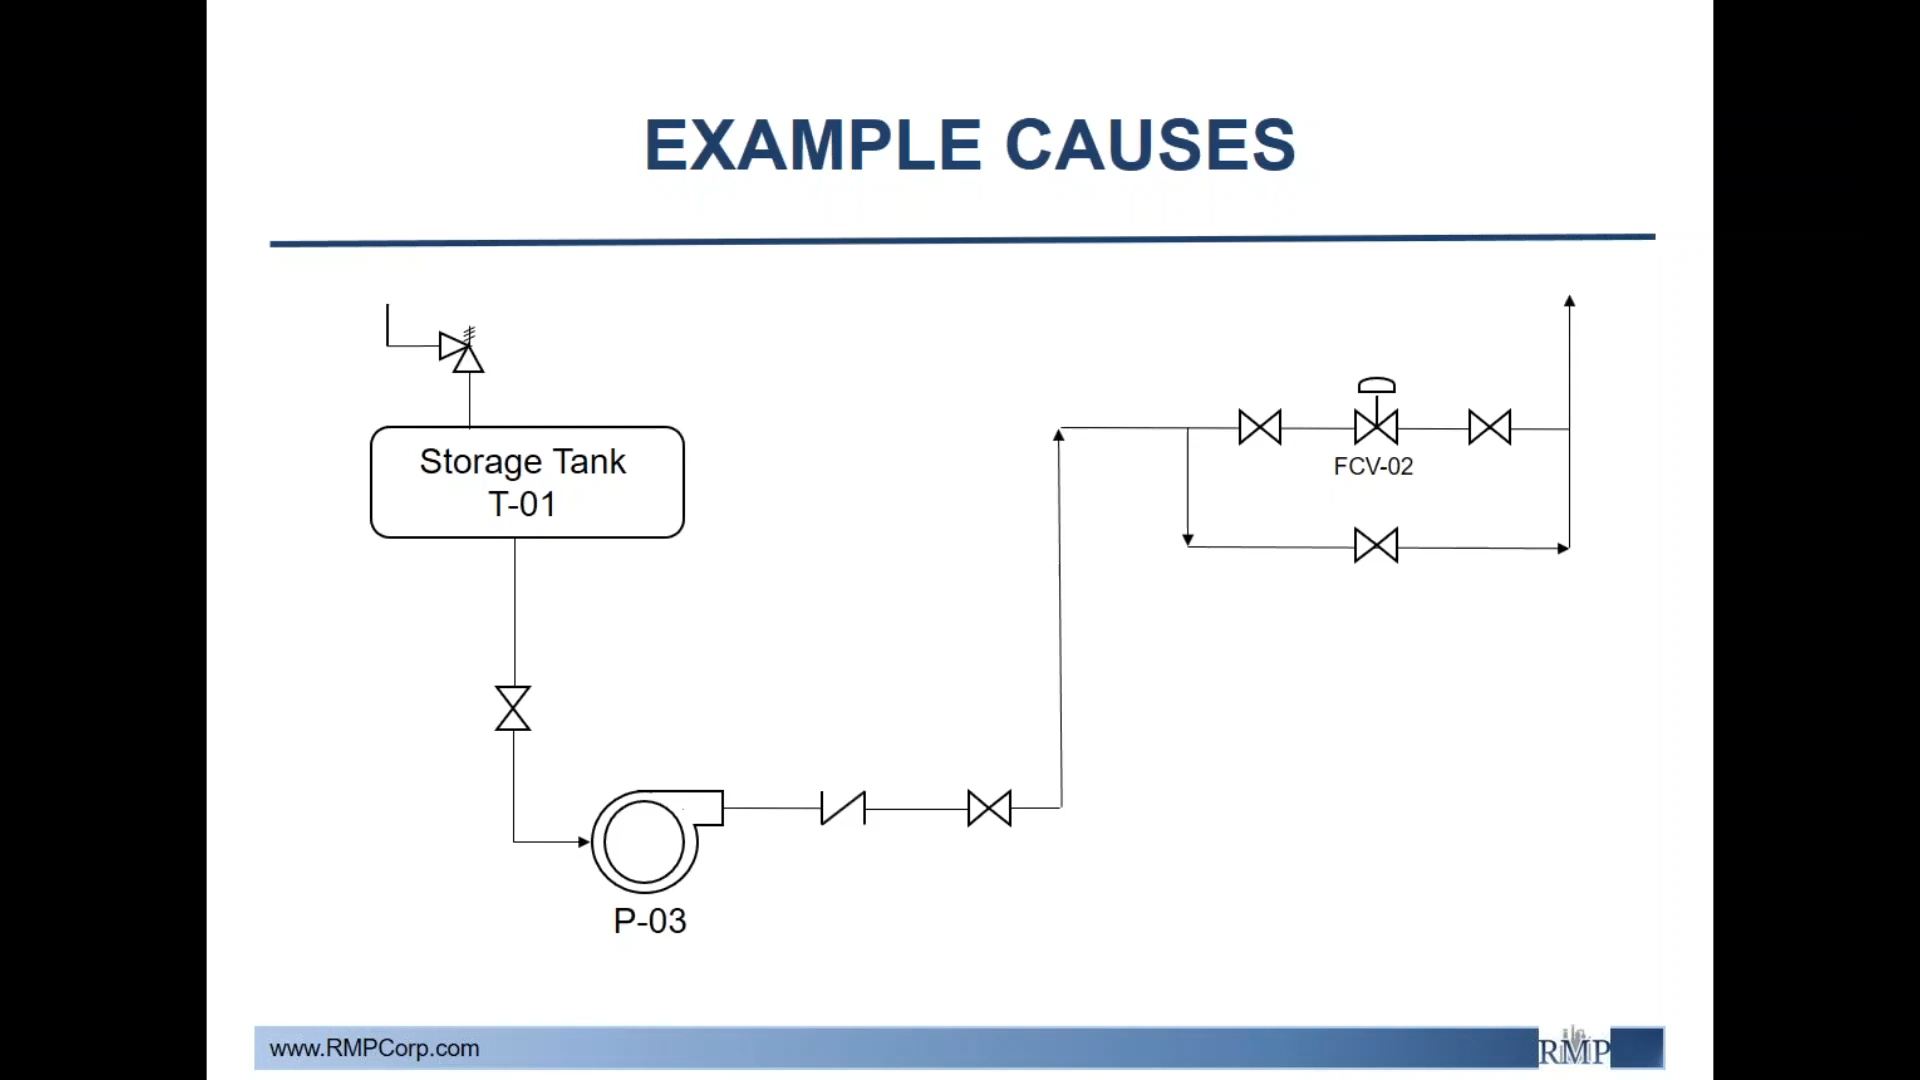 EXAMPLE CAUSES
Storage Tank
T-01
FCV-02
P-03
www.RMPCorp.com
RMP